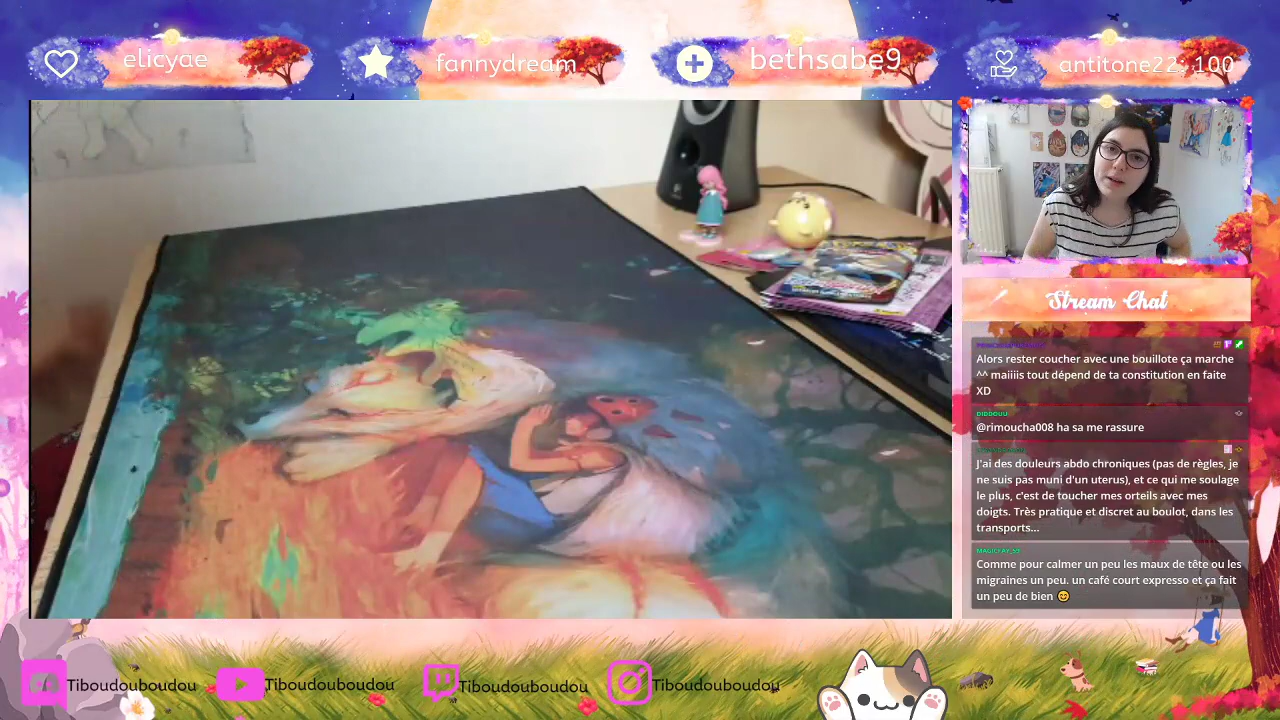 elicyae
fannydream
bethsabe9
antitone22: 100
Stream Chat
Alors rester coucher avec une bouillote ça marche
^^ maiiiis tout dépend de ta constitution en faite
XD
DIDDOUU
@rimoucha008 ha sa me rassure
J'ai des douleurs abdo chroniques (pas de règles, je
ne suis pas muni d'un uterus), et ce qui me soulage
le plus, c'est de toucher mes orteils avec mes
doigts. Très pratique et discret au boulot, dans les
transports...
MAGICFAY_59
Comme pour calmer un peu les maux de tête ou les
migraines un peu. un café court expresso et ça fait
un peu de bien 😊
Tiboudouboudou
Tiboudouboudou
Tiboudouboudou
Tiboudouboudou